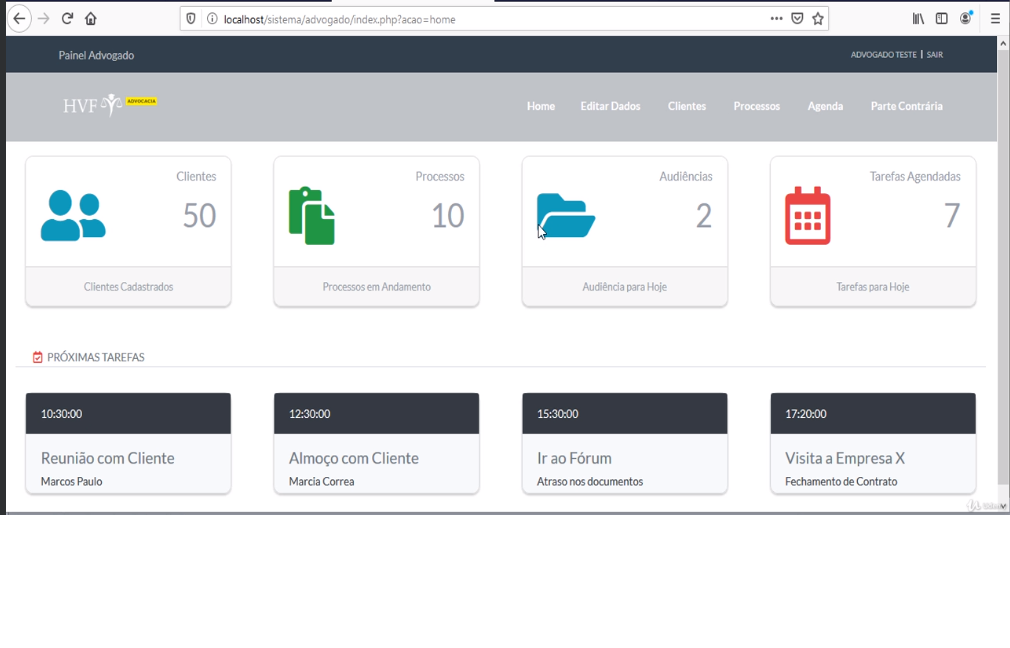 localhost/sistema/advogado/index.php?acao=home
Painel Advogado
ADVOGADO TESTE | SAIR
HVF ADVOCACIA
Home Editar Dados Clientes Processos Agenda Parte Contrária
Clientes
50
Clientes Cadastrados
Processos
10
Processos em Andamento
Audiências
2
Audiência para Hoje
Tarefas Agendadas
7
Tarefas para Hoje
PRÓXIMAS TAREFAS
10:30:00
Reunião com Cliente
Marcos Paulo
12:30:00
Almoço com Cliente
Marcia Correa
15:30:00
Ir ao Fórum
Atraso nos documentos
17:20:00
Visita a Empresa X
Fechamento de Contrato